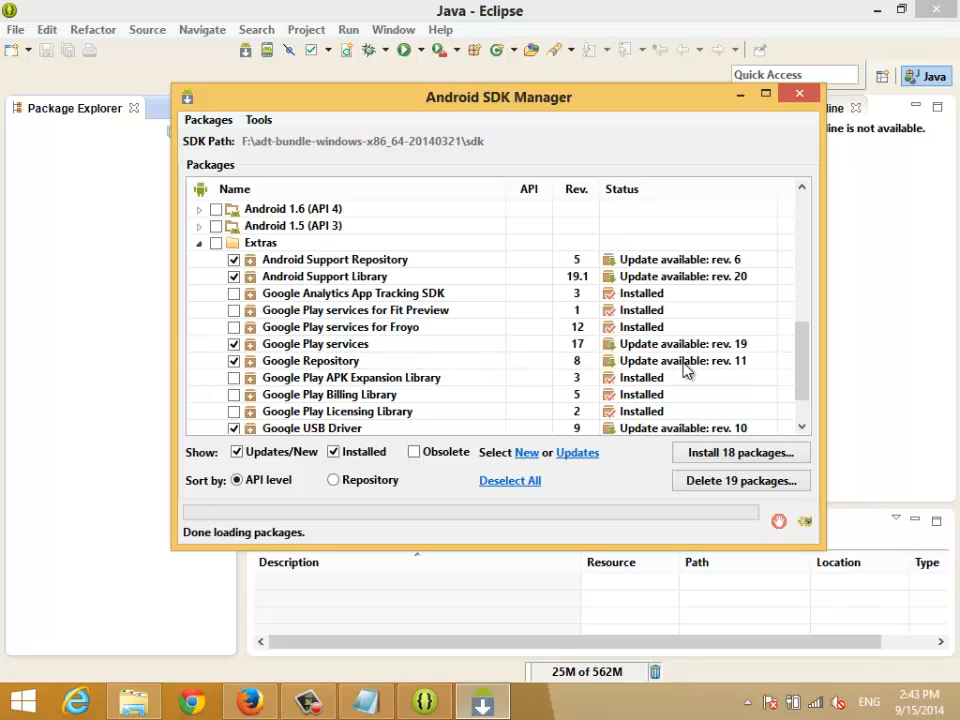 Java - Eclipse
File Edit Refactor Source Navigate Search Project Run Window Help
Quick Access
Java
Package Explorer
line
line is not available.
Android SDK Manager
Packages Tools
SDK Path: F:\adt-bundle-windows-x86_64-20140321\sdk
Packages
Name API Rev. Status
Android 1.6 (API 4)
Android 1.5 (API 3)
Extras
Android Support Repository 5 Update available: rev. 6
Android Support Library 19.1 Update available: rev. 20
Google Analytics App Tracking SDK 3 Installed
Google Play services for Fit Preview 1 Installed
Google Play services for Froyo 12 Installed
Google Play services 17 Update available: rev. 19
Google Repository 8 Update available: rev. 11
Google Play APK Expansion Library 3 Installed
Google Play Billing Library 5 Installed
Google Play Licensing Library 2 Installed
Google USB Driver 9 Update available: rev. 10
Show: Updates/New Installed Obsolete Select New or Updates Install 18 packages...
Sort by: API level Repository Deselect All Delete 19 packages...
Done loading packages.
Description Resource Path Location Type
25M of 562M
ENG
2:43 PM
9/15/2014